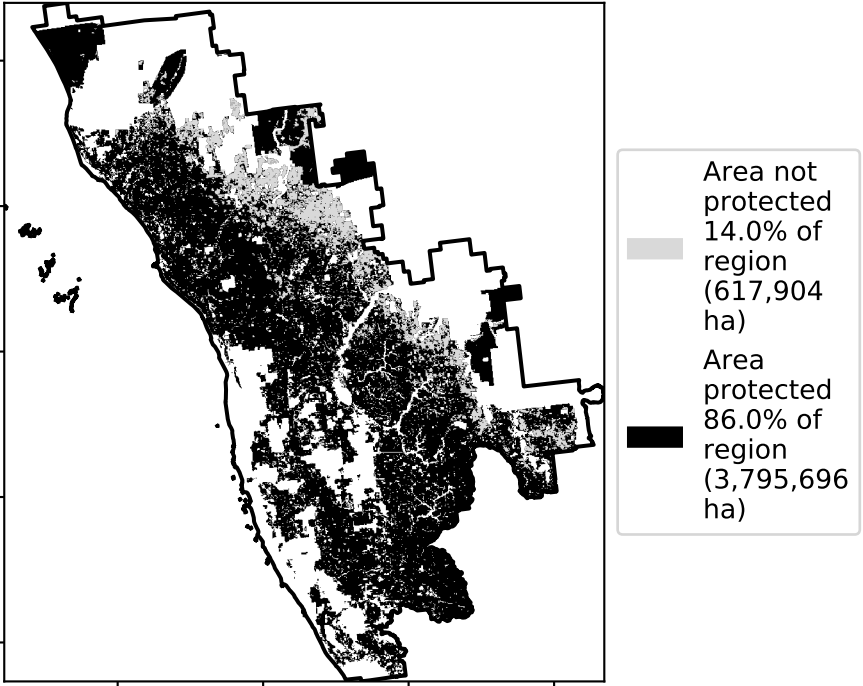 Area not
protected
14.0% of
region
(617,904
ha)
Area
protected
86.0% of
region
(3,795,696
ha)